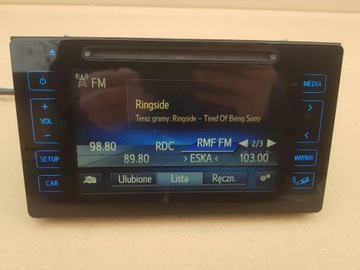 FM
MEDIA
Ringside
Teraz gramy: Ringside – Tired Of Being Sorry
+
VOL
−
98.80 RDC RMF FM ◄ 2/3 ►
89.80 › ESKA › 103.00
SETUP
MAP/NAV
CAR
Ulubione Lista Ręczn.